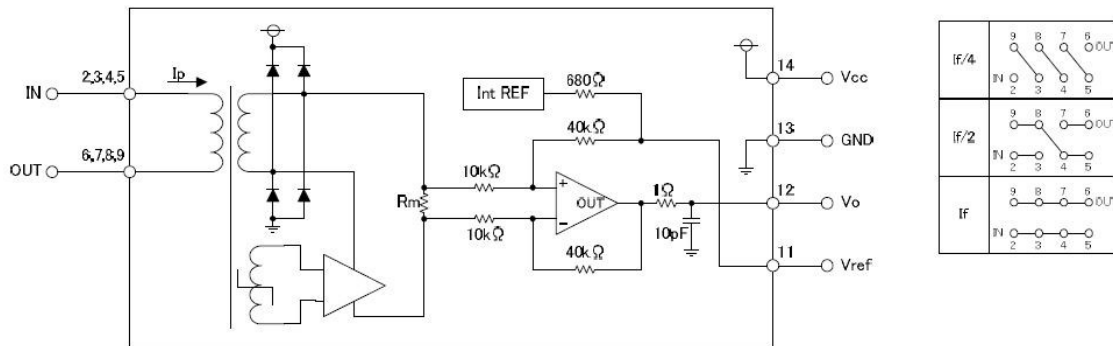 2,3,4,5
Ip
IN
6,7,8,9
OUT
Int REF
680Ω
40kΩ
10kΩ
Rm
10kΩ
+
OUT
−
40kΩ
1Ω
10pF
14
Vcc
13
GND
12
Vo
11
Vref
If/4
9 8 7 6
OUT
IN
2 3 4 5
If/2
9 8 7 6
OUT
IN
2 3 4 5
If
9 8 7 6
OUT
IN
2 3 4 5